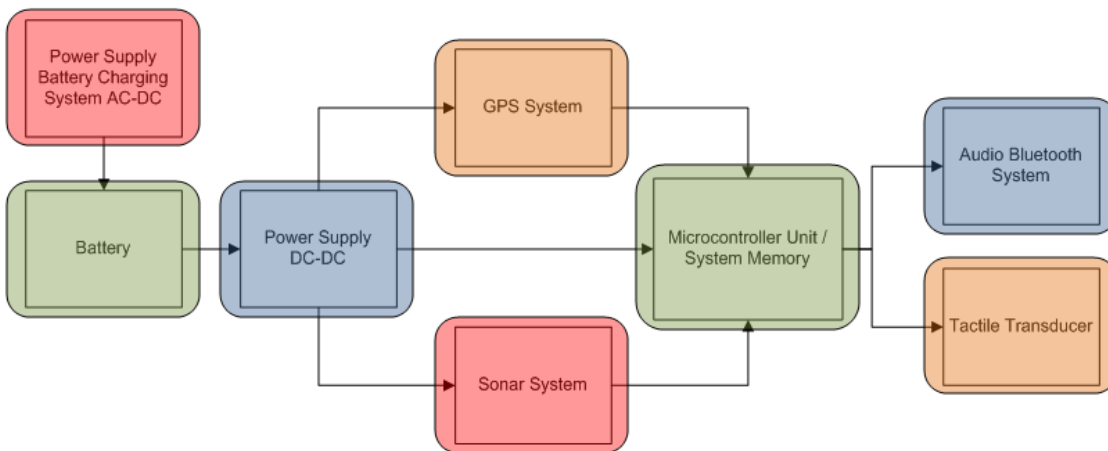 Power Supply
Battery Charging
System AC-DC
GPS System
Audio Bluetooth
System
Battery
Power Supply
DC-DC
Microcontroller Unit /
System Memory
Tactile Transducer
Sonar System